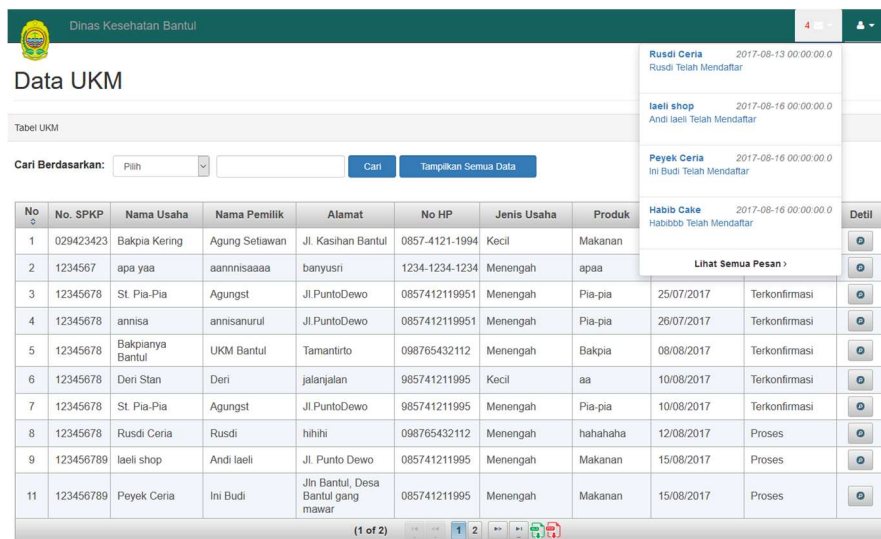 Dinas Kesehatan Bantul
4
Rusdi Ceria 2017-08-13 00:00:00.0
Rusdi Telah Mendaftar
laeli shop 2017-08-16 00:00:00.0
Andi laeli Telah Mendaftar
Peyek Ceria 2017-08-16 00:00:00.0
Ini Budi Telah Mendaftar
Habib Cake 2017-08-16 00:00:00.0
Habibbb Telah Mendaftar
Lihat Semua Pesan >
Data UKM
Tabel UKM
Cari Berdasarkan: Pilih Cari Tampilkan Semua Data
No No. SPKP Nama Usaha Nama Pemilik Alamat No HP Jenis Usaha Produk Detil
1 029423423 Bakpia Kering Agung Setiawan Jl. Kasihan Bantul 0857-4121-1994 Kecil Makanan
2 1234567 apa yaa aannnisaaaa banyusri 1234-1234-1234 Menengah apaa
3 12345678 St. Pia-Pia Agungst Jl.PuntoDewo 0857412119951 Menengah Pia-pia 25/07/2017 Terkonfirmasi
4 12345678 annisa annisanurul Jl.PuntoDewo 0857412119951 Menengah Pia-pia 26/07/2017 Terkonfirmasi
5 12345678 Bakpianya Bantul UKM Bantul Tamantirto 098765432112 Menengah Bakpia 08/08/2017 Terkonfirmasi
6 12345678 Deri Stan Deri jalanjalan 985741211995 Kecil aa 10/08/2017 Terkonfirmasi
7 12345678 St. Pia-Pia Agungst Jl.PuntoDewo 0857411211995 Menengah Pia-pia 10/08/2017 Terkonfirmasi
8 12345678 Rusdi Ceria Rusdi hihihi 098765432112 Menengah hahahaha 12/08/2017 Proses
9 123456789 laeli shop Andi laeli Jl. Punto Dewo 085741211995 Menengah Makanan 15/08/2017 Proses
11 123456789 Peyek Ceria Ini Budi Jln Bantul, Desa Bantul gang mawar 085741211995 Menengah Makanan 15/08/2017 Proses
(1 of 2) 1 2